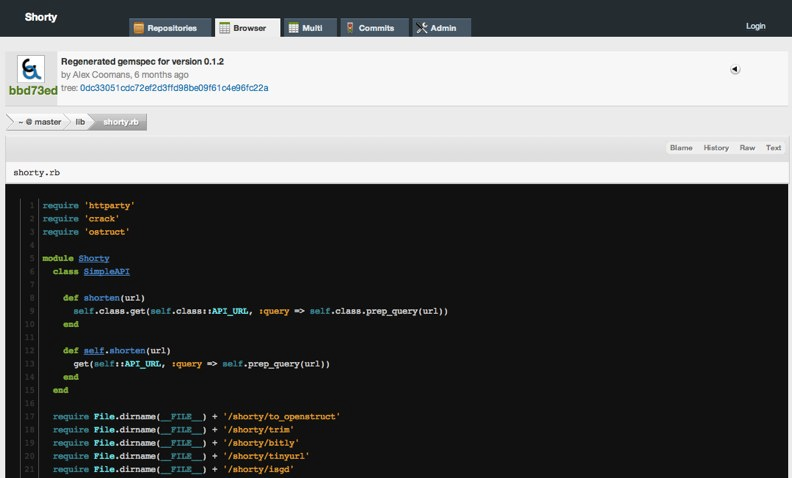 Shorty
Repositories Browser Multi Commits Admin
Login
Regenerated gemspec for version 0.1.2
by Alex Coomans, 6 months ago
bbd73ed
tree: 0dc33051cdc72ef2d3ffd98be09f61c4e96fc22a
~ @ master lib shorty.rb
Blame History Raw Text
shorty.rb
1 require 'httparty'
2 require 'crack'
3 require 'ostruct'
4
5 module Shorty
6 class SimpleAPI
7
8 def shorten(url)
9 self.class.get(self.class::API_URL, :query => self.class.prep_query(url))
10 end
11
12 def self.shorten(url)
13 get(self::API_URL, :query => self.prep_query(url))
14 end
15 end
16
17 require File.dirname(__FILE__) + '/shorty/to_openstruct'
18 require File.dirname(__FILE__) + '/shorty/trim'
19 require File.dirname(__FILE__) + '/shorty/bitly'
20 require File.dirname(__FILE__) + '/shorty/tinyurl'
21 require File.dirname(__FILE__) + '/shorty/isgd'